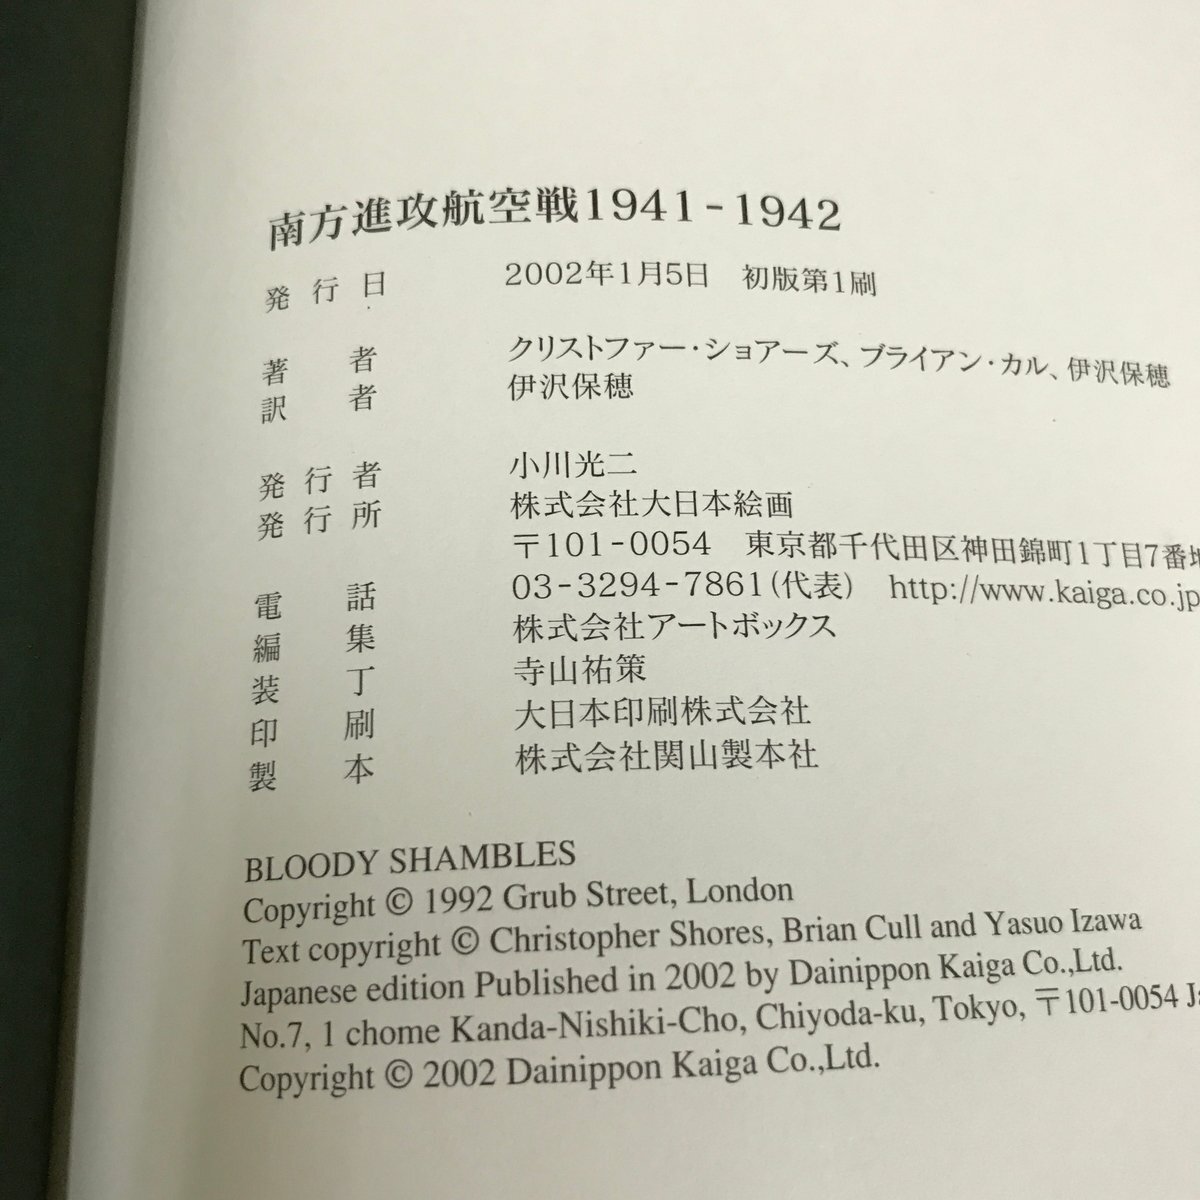 南方進攻航空戦1941-1942
発行日 2002年1月5日 初版第1刷
著者 クリストファー・ショアーズ、ブライアン・カル、伊沢保穂
訳者 伊沢保穂
発行者 小川光二
発行所 株式会社大日本絵画
〒101-0054 東京都千代田区神田錦町1丁目7番地
電話 03-3294-7861(代表) http://www.kaiga.co.jp
編集 株式会社アートボックス
装丁 寺山祐策
印刷 大日本印刷株式会社
製本 株式会社関山製本社
BLOODY SHAMBLES
Copyright © 1992 Grub Street, London
Text copyright © Christopher Shores, Brian Cull and Yasuo Izawa
Japanese edition Published in 2002 by Dainippon Kaiga Co.,Ltd.
No.7, 1 chome Kanda-Nishiki-Cho, Chiyoda-ku, Tokyo, 〒101-0054
Copyright © 2002 Dainippon Kaiga Co.,Ltd.